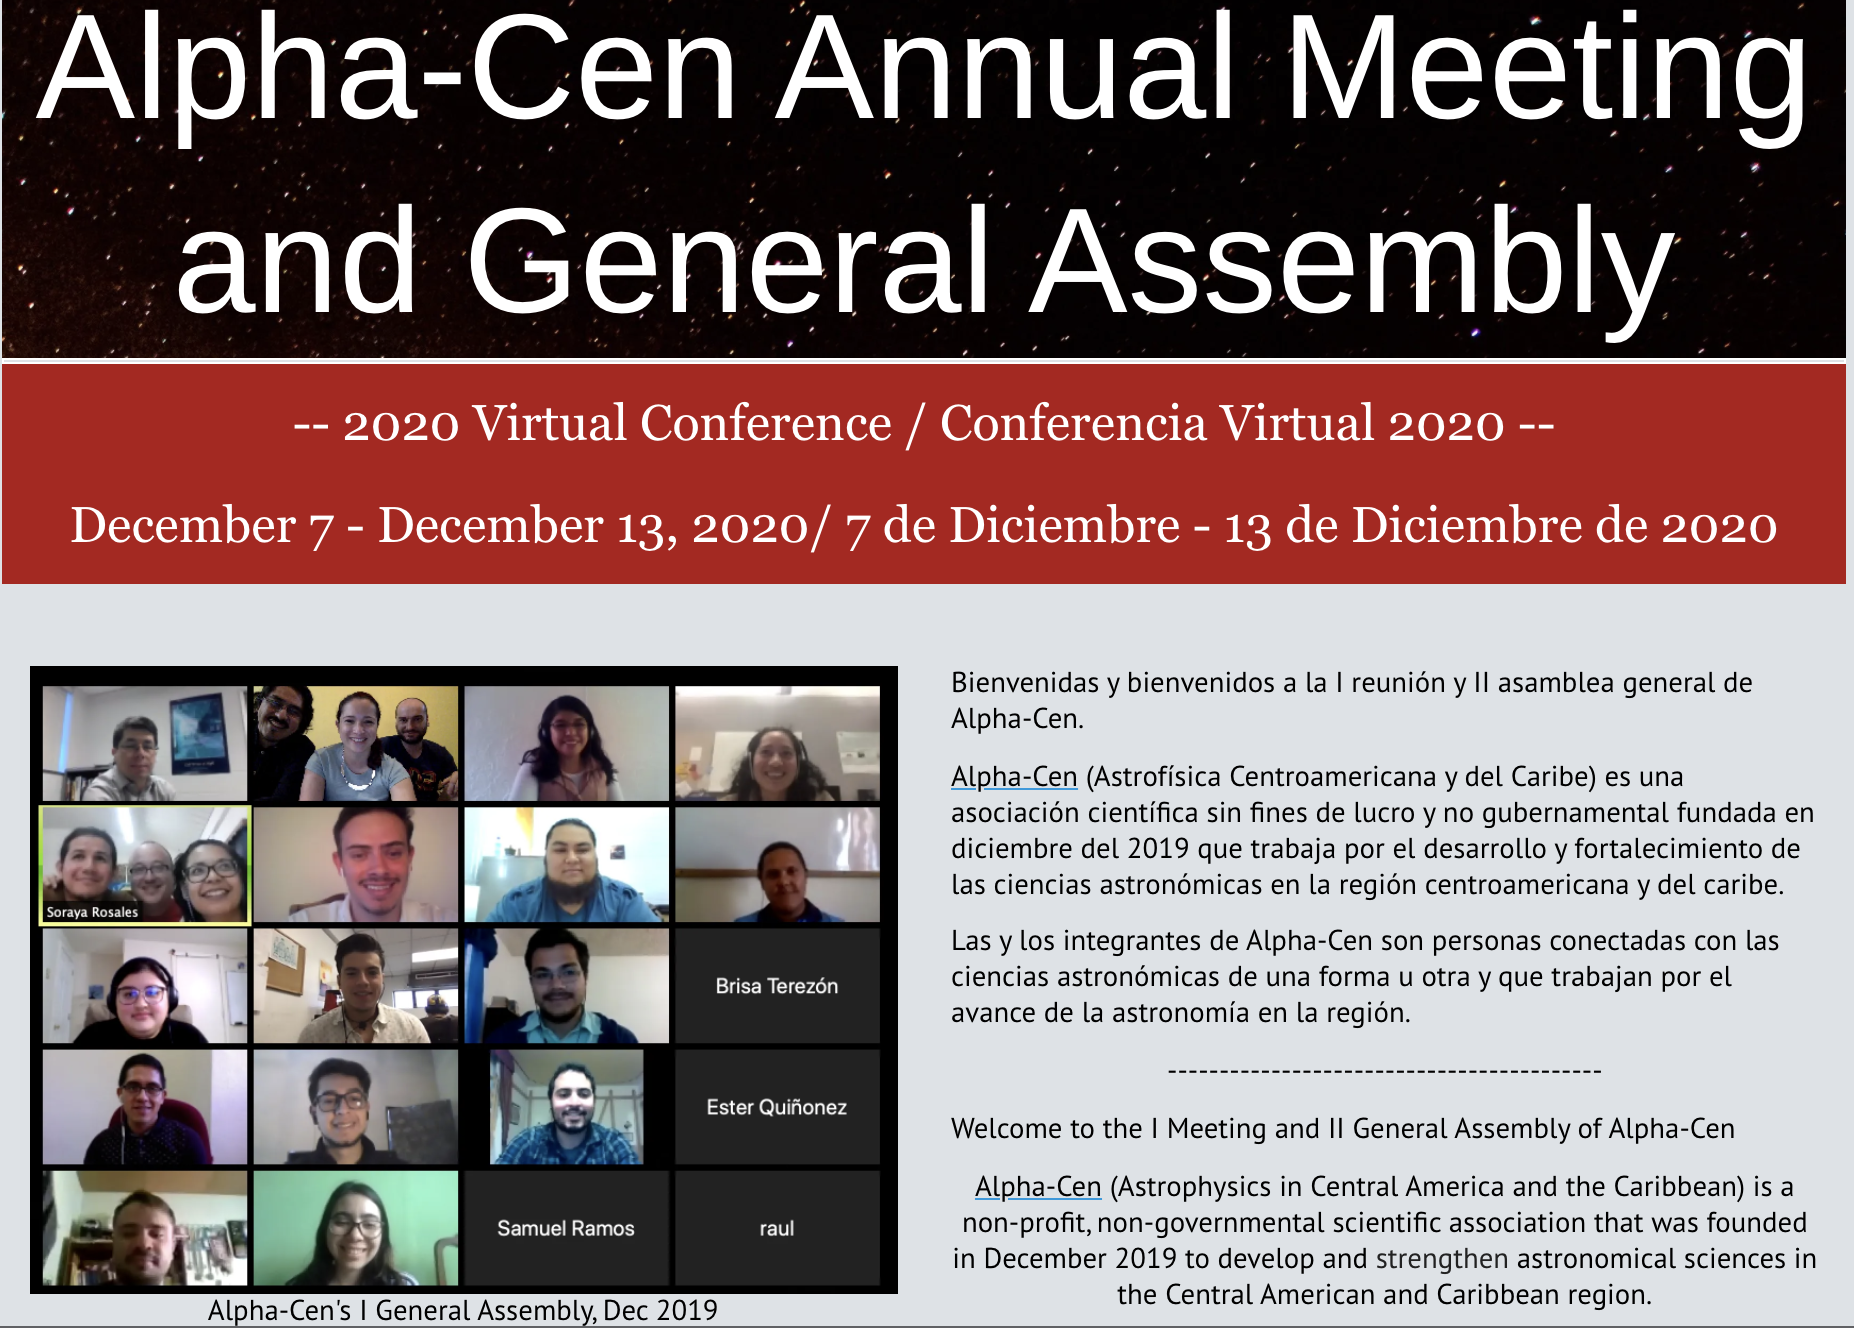 Alpha-Cen Annual Meeting
and General Assembly
-- 2020 Virtual Conference / Conferencia Virtual 2020 --
December 7 - December 13, 2020/ 7 de Diciembre - 13 de Diciembre de 2020
Soraya Rosales
Brisa Terezón
Ester Quiñonez
Samuel Ramos
raul
Alpha-Cen's I General Assembly, Dec 2019
Bienvenidas y bienvenidos a la I reunión y II asamblea general de
Alpha-Cen.
Alpha-Cen (Astrofísica Centroamericana y del Caribe) es una
asociación científica sin fines de lucro y no gubernamental fundada en
diciembre del 2019 que trabaja por el desarrollo y fortalecimiento de
las ciencias astronómicas en la región centroamericana y del caribe.
Las y los integrantes de Alpha-Cen son personas conectadas con las
ciencias astronómicas de una forma u otra y que trabajan por el
avance de la astronomía en la región.
------------------------------------------
Welcome to the I Meeting and II General Assembly of Alpha-Cen
Alpha-Cen (Astrophysics in Central America and the Caribbean) is a
non-profit, non-governmental scientific association that was founded
in December 2019 to develop and strengthen astronomical sciences in
the Central American and Caribbean region.